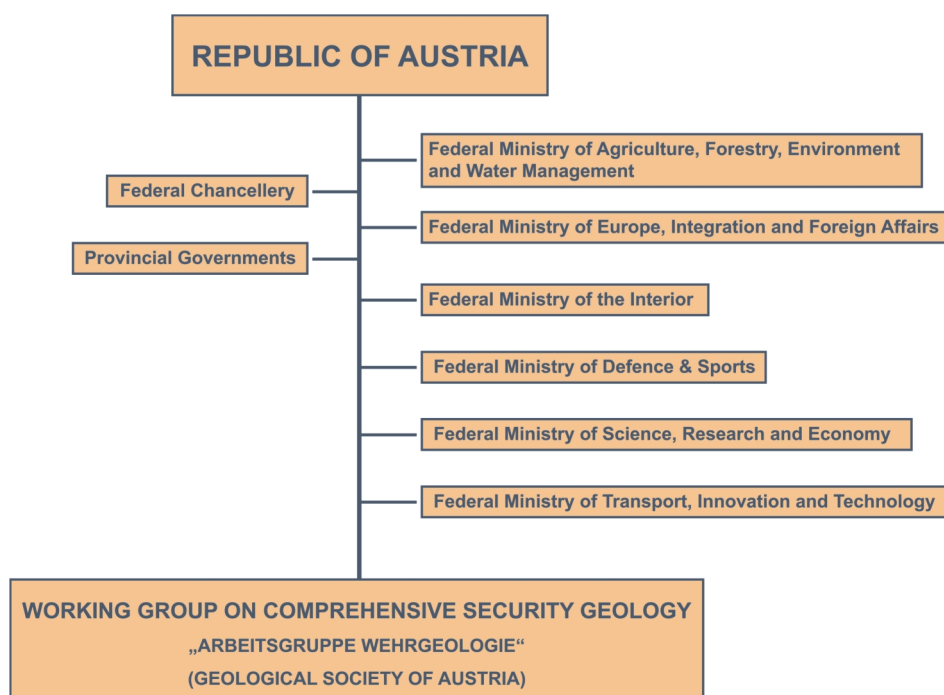 REPUBLIC OF AUSTRIA
Federal Ministry of Agriculture, Forestry, Environment
and Water Management
Federal Chancellery
Federal Ministry of Europe, Integration and Foreign Affairs
Provincial Governments
Federal Ministry of the Interior
Federal Ministry of Defence & Sports
Federal Ministry of Science, Research and Economy
Federal Ministry of Transport, Innovation and Technology
WORKING GROUP ON COMPREHENSIVE SECURITY GEOLOGY
„ARBEITSGRUPPE WEHRGEOLOGIE“
(GEOLOGICAL SOCIETY OF AUSTRIA)